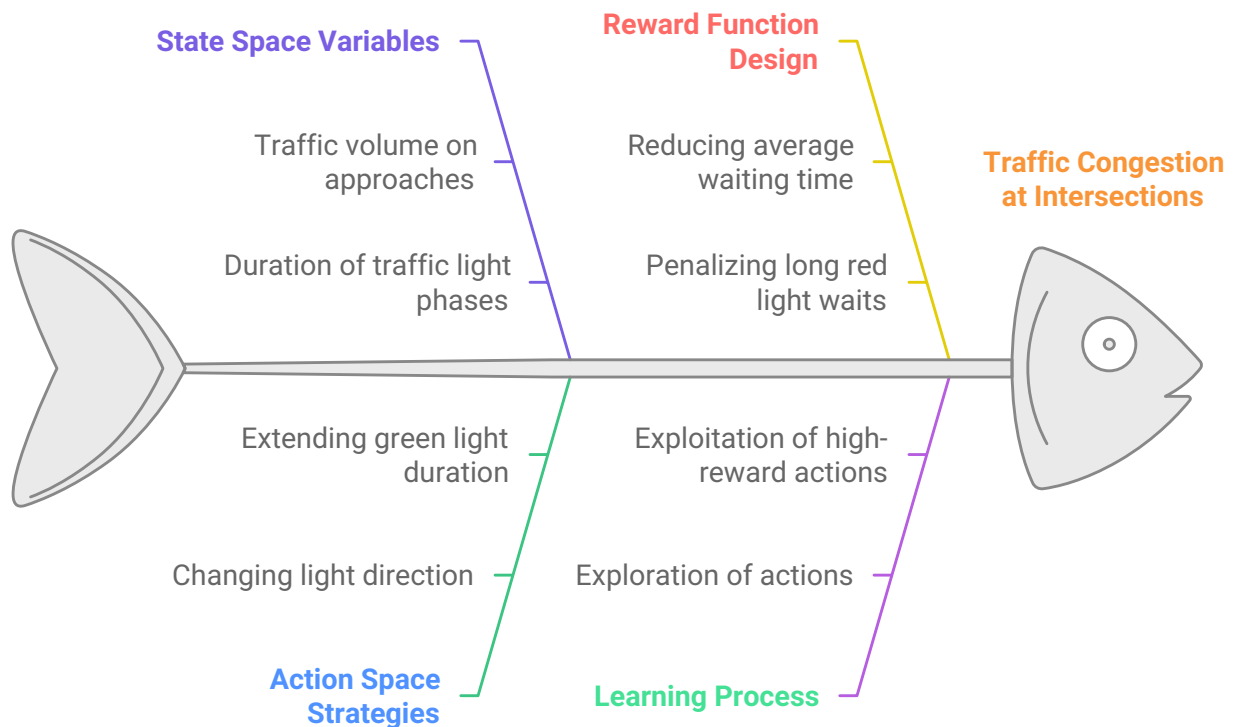 State Space Variables
Traffic volume on
approaches
Duration of traffic light
phases
Reward Function
Design
Reducing average
waiting time
Penalizing long red
light waits
Traffic Congestion
at Intersections
Extending green light
duration
Changing light direction
Action Space
Strategies
Exploitation of high-
reward actions
Exploration of actions
Learning Process